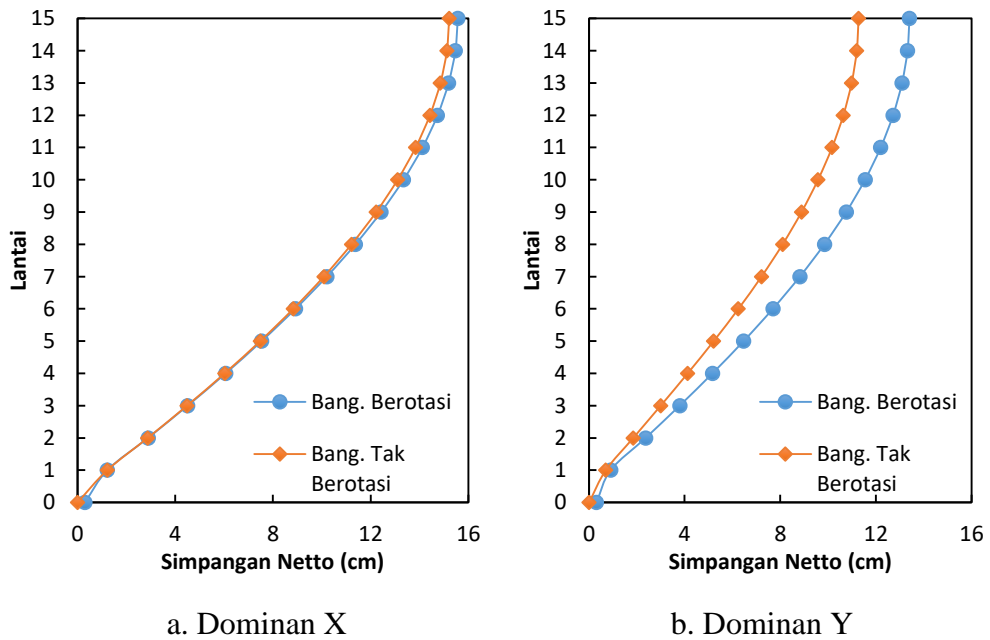 15
14
13
12
11
10
9
8
7
6
5
4
3
2
1
0
Lantai
0 4 8 12 16
Simpangan Netto (cm)
Bang. Berotasi
Bang. Tak
Berotasi
a. Dominan X
15
14
13
12
11
10
9
8
7
6
5
4
3
2
1
0
Lantai
0 4 8 12 16
Simpangan Netto (cm)
Bang. Berotasi
Bang. Tak
Berotasi
b. Dominan Y